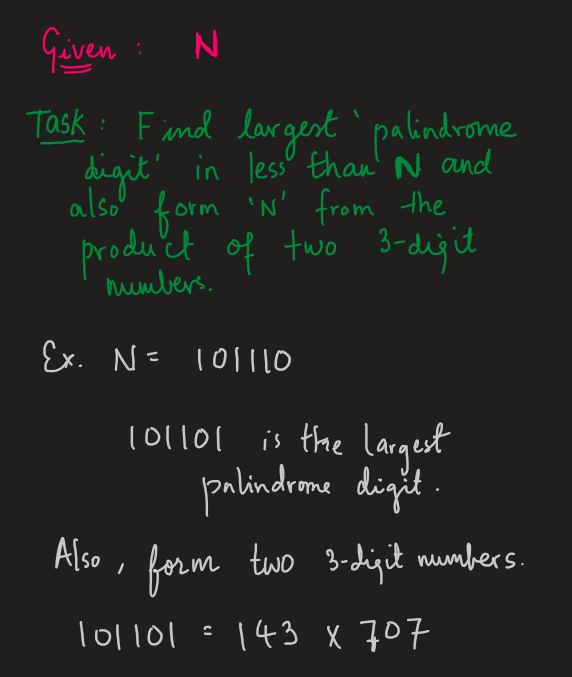 Given : N
Task : Find largest 'palindrome
digit' in less than N and
also form 'N' from the
product of two 3-digit
numbers.
Ex. N = 101110
101101 is the largest
palindrome digit.
Also, form two 3-digit numbers.
101101 = 143 x 707